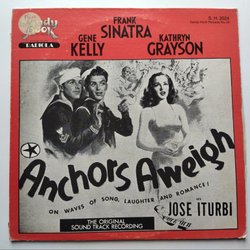 FRANK
SINATRA
GENE
KELLY
KATHRYN
GRAYSON
RADIOLA
Anchors Aweigh
ON WAVES OF SONG, LAUGHTER AND ROMANCE!
JOSE ITURBI
THE ORIGINAL
SOUND TRACK RECORDING